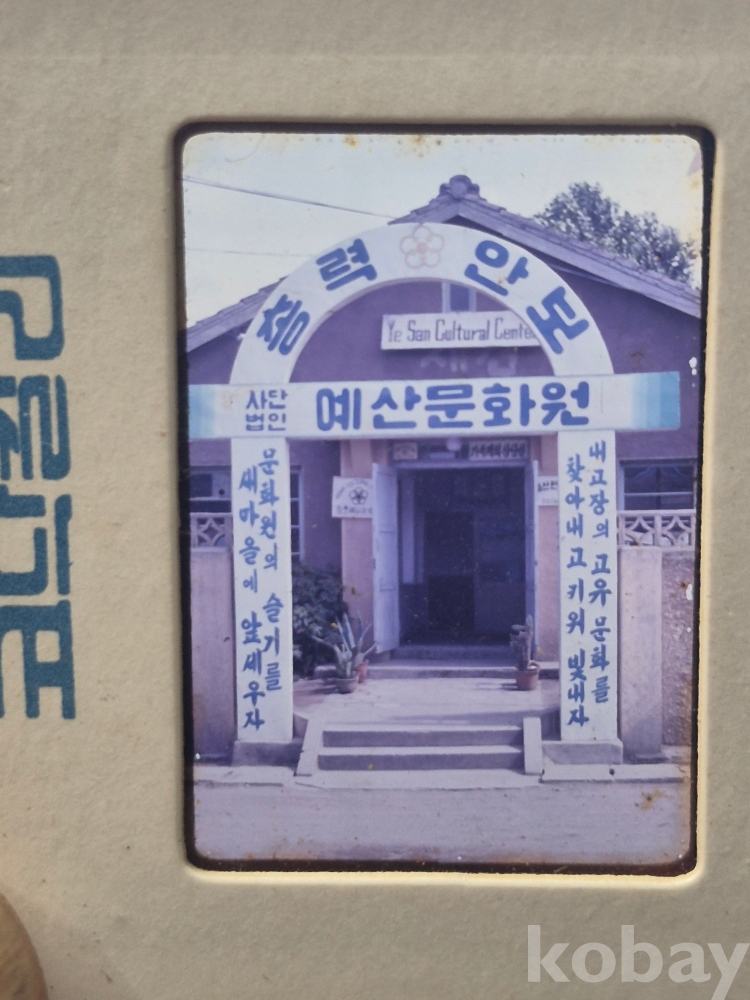 총력 안보
Ye San Cultural Center
사단
법인
예산문화원
문화원의 슬기를
새마을에 앞세우자
내고장의 고유문화를
찾아내고 키워 빛내자
kobay